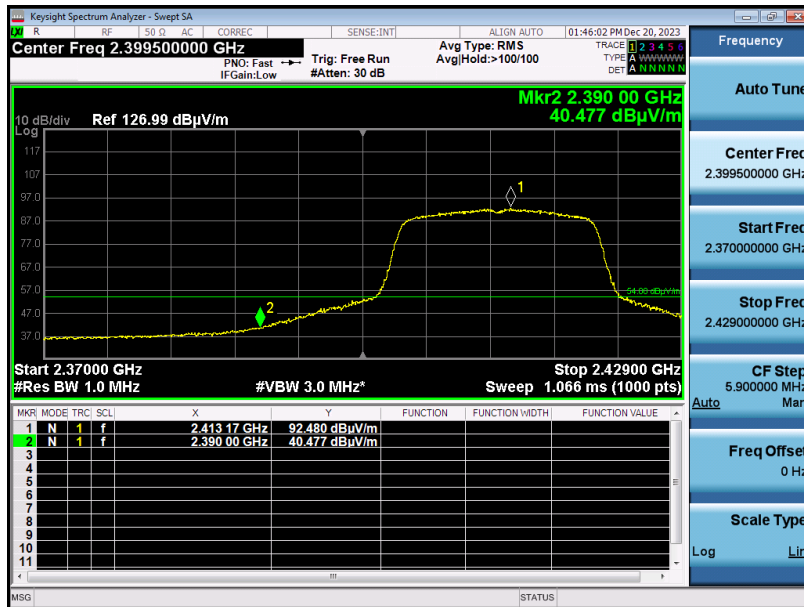 Keysight Spectrum Analyzer - Swept SA
LXI R RF 50 Ω AC CORREC SENSE:INT ALIGN AUTO 01:46:02 PM Dec 20, 2023
Center Freq 2.399500000 GHz
PNO: Fast
IFGain:Low
Trig: Free Run
#Atten: 30 dB
Avg Type: RMS
Avg|Hold:>100/100
TRACE 1 2 3 4 5 6
TYPE A W W W W W
DET A N N N N N
Mkr2 2.390 00 GHz
40.477 dBµV/m
10 dB/div Ref 126.99 dBµV/m
Log
117
107
97.0
87.0
77.0
67.0
57.0
47.0
37.0
1
2
54.00 dBµV/m
Start 2.37000 GHz Stop 2.42900 GHz
#Res BW 1.0 MHz #VBW 3.0 MHz* Sweep 1.066 ms (1000 pts)
MKR MODE TRC SCL X Y FUNCTION FUNCTION WIDTH FUNCTION VALUE
1 N 1 f 2.413 17 GHz 92.480 dBµV/m
2 N 1 f 2.390 00 GHz 40.477 dBµV/m
3
4
5
6
7
8
9
10
11
MSG STATUS
Frequency
Auto Tune
Center Freq
2.399500000 GHz
Start Freq
2.370000000 GHz
Stop Freq
2.429000000 GHz
CF Step
5.900000 MHz
Auto Man
Freq Offset
0 Hz
Scale Type
Log Lin